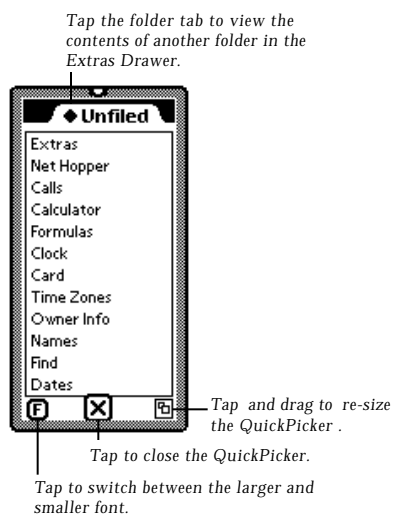 Tap the folder tab to view the
contents of another folder in the
Extras Drawer.
◆ Unfiled
Extras
Net Hopper
Calls
Calculator
Formulas
Clock
Card
Time Zones
Owner Info
Names
Find
Dates
F
X
Tap and drag to re-size
the QuickPicker .
Tap to close the QuickPicker.
Tap to switch between the larger and
smaller font.